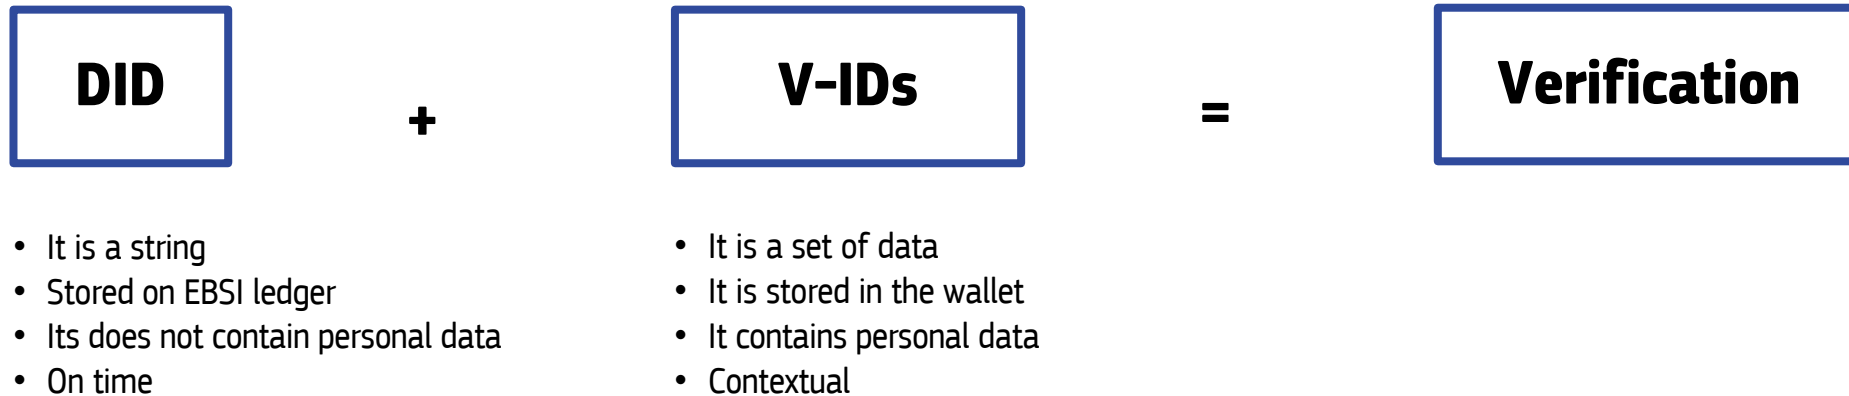 DID
+
V-IDs
=
Verification
• It is a string
• Stored on EBSI ledger
• Its does not contain personal data
• On time
• It is a set of data
• It is stored in the wallet
• It contains personal data
• Contextual